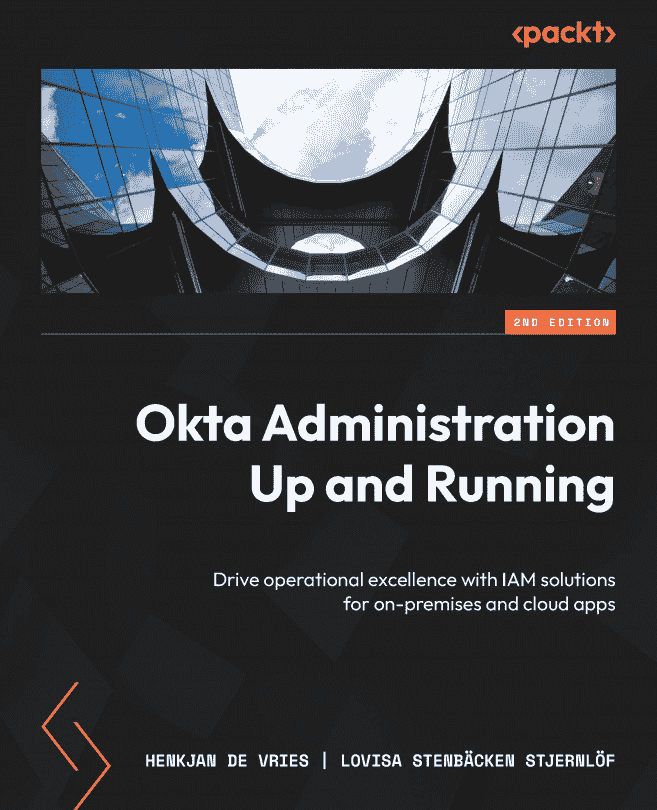 <packt>
2ND EDITION
Okta Administration
Up and Running
Drive operational excellence with IAM solutions
for on-premises and cloud apps
HENKJAN DE VRIES | LOVISA STENBÄCKEN STJERNLÖF